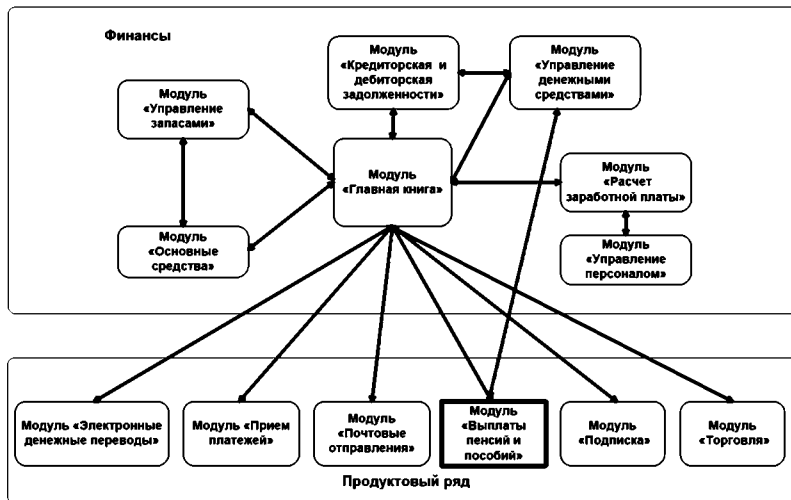 Финансы
Модуль
«Кредиторская и
дебиторская
задолженности»
Модуль
«Управление
денежными
средствами»
Модуль
«Управление
запасами»
Модуль
«Главная книга»
Модуль
«Расчет
заработной платы»
Модуль
«Основные
средства»
Модуль
«Управление
персоналом»
Модуль «Электронные
денежные переводы»
Модуль «Прием
платежей»
Модуль
«Почтовые
отправления»
Модуль
«Выплаты
пенсий и
пособий»
Модуль
«Подписка»
Модуль
«Торговля»
Продуктовый ряд